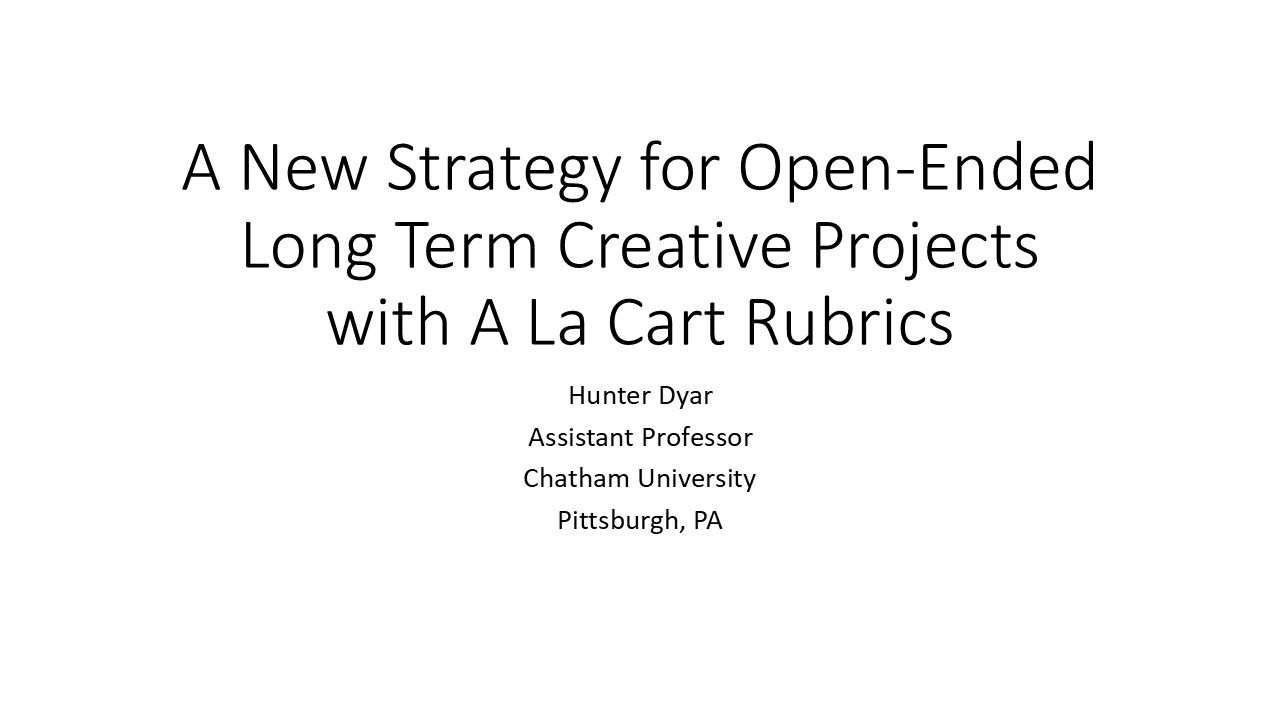 A New Strategy for Open-Ended
Long Term Creative Projects
with A La Cart Rubrics
Hunter Dyar
Assistant Professor
Chatham University
Pittsburgh, PA